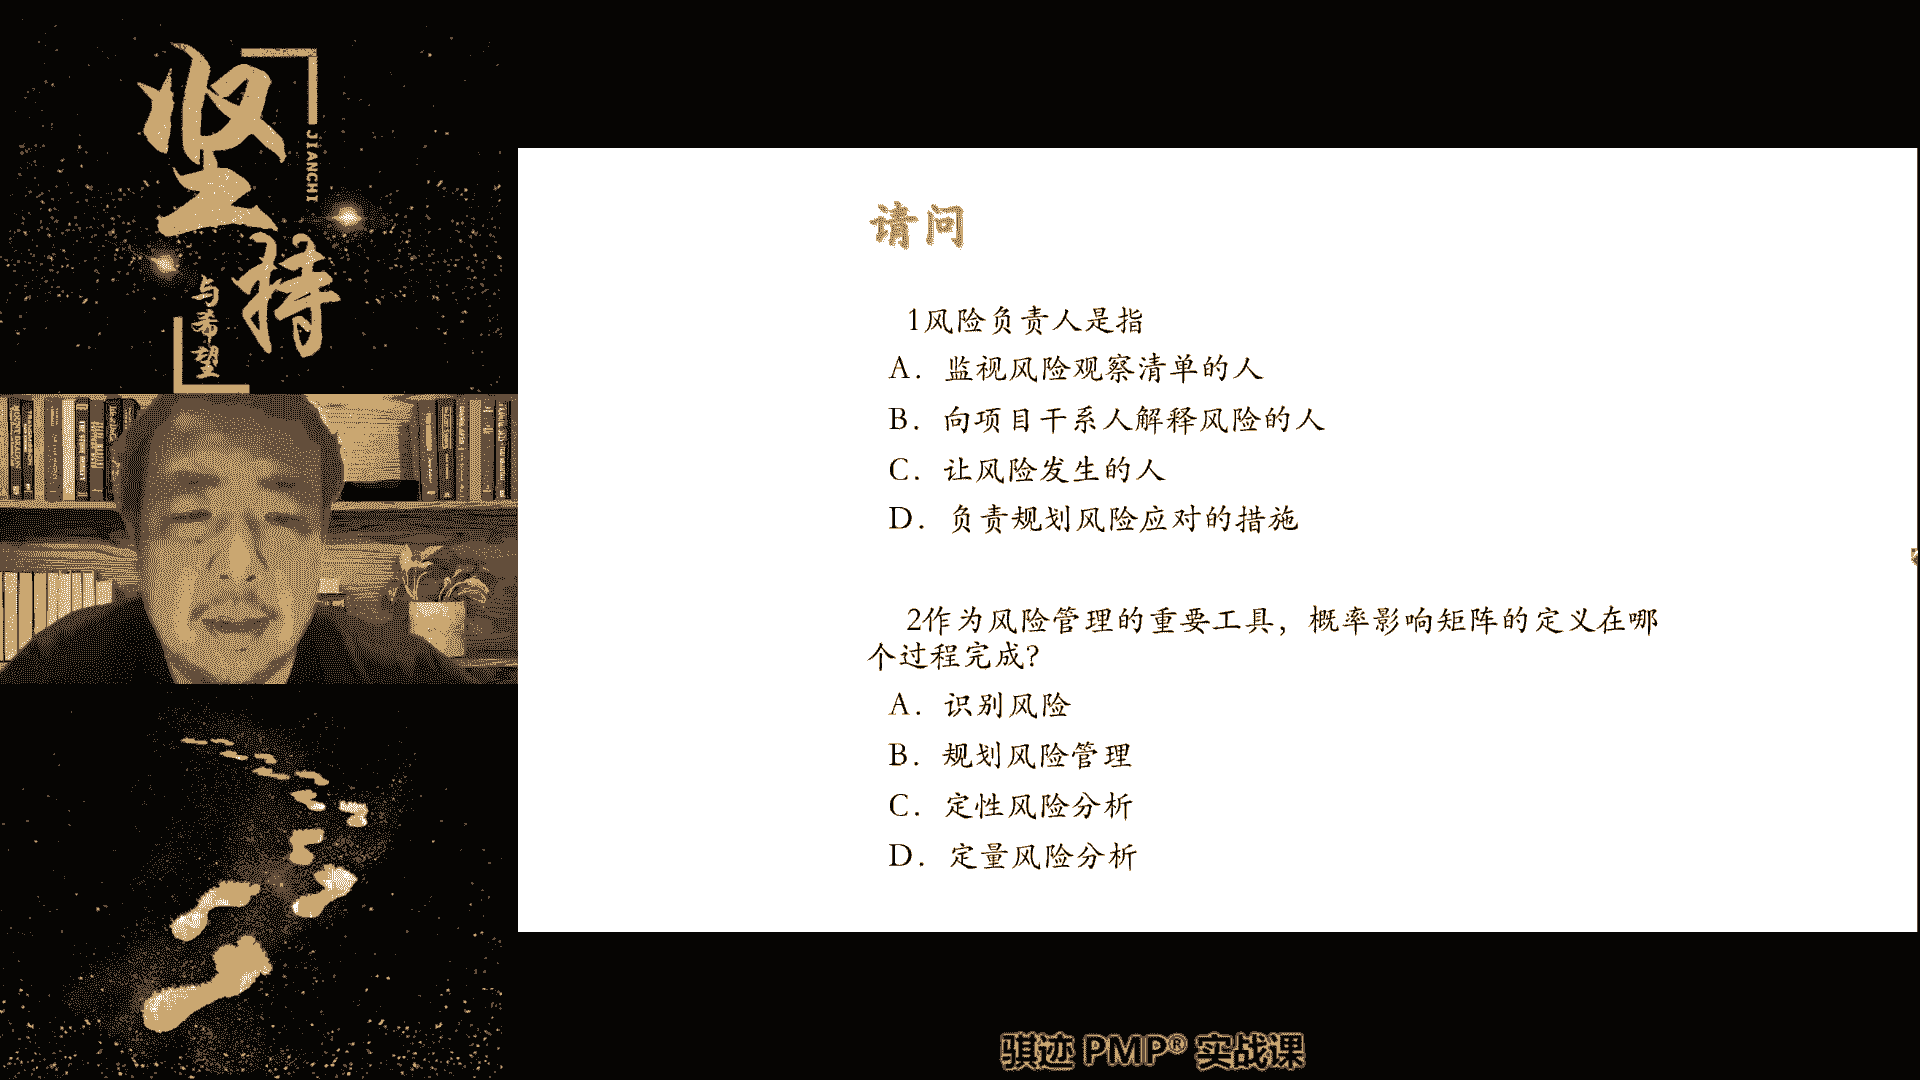 坚持
JIANCHI
与希望
请问
1风险负责人是指
A. 监视风险观察清单的人
B. 向项目干系人解释风险的人
C. 让风险发生的人
D. 负责规划风险应对的措施
2作为风险管理的重要工具，概率影响矩阵的定义在哪
个过程完成?
A. 识别风险
B. 规划风险管理
C. 定性风险分析
D. 定量风险分析
骐迹 PMP® 实战课